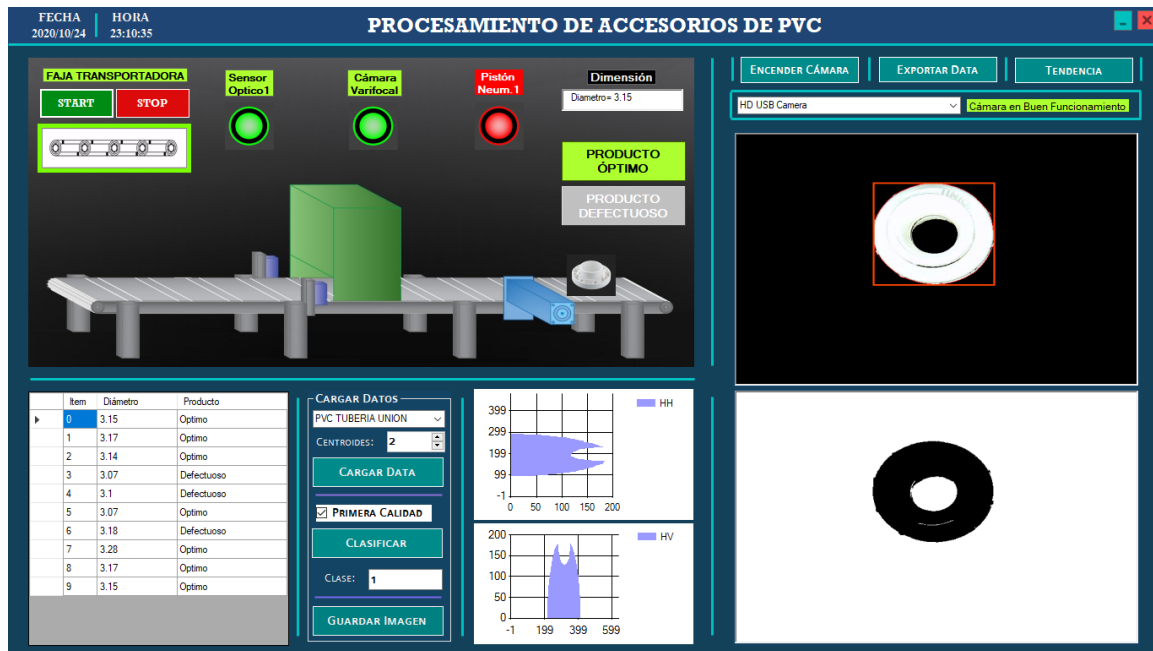 FECHA HORA
2020/10/24 23:10:35
PROCESAMIENTO DE ACCESORIOS DE PVC
FAJA TRANSPORTADORA
START STOP
Sensor
Optico1
Cámara
Varifocal
Pistón
Neum.1
Dimensión
Diametro= 3.15
PRODUCTO
ÓPTIMO
PRODUCTO
DEFECTUOSO
ENCENDER CÁMARA EXPORTAR DATA TENDENCIA
HD USB Camera Cámara en Buen Funcionamiento
Item Diámetro Producto
0 3.15 Optimo
1 3.17 Optimo
2 3.14 Optimo
3 3.07 Defectuoso
4 3.1 Defectuoso
5 3.07 Optimo
6 3.18 Defectuoso
7 3.28 Optimo
8 3.17 Optimo
9 3.15 Optimo
CARGAR DATOS
PVC TUBERIA UNION
CENTROIDES: 2
CARGAR DATA
PRIMERA CALIDAD
CLASIFICAR
CLASE: 1
GUARDAR IMAGEN
399
299
199
99
-1
0 50 100 150 200
HH
200
150
100
50
0
-1 199 399 599
HV